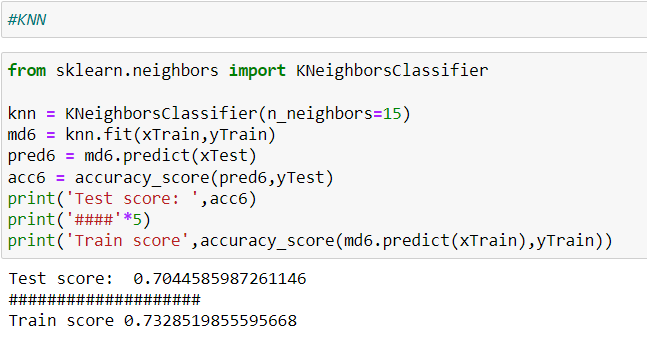 #KNN
from sklearn.neighbors import KNeighborsClassifier
knn = KNeighborsClassifier(n_neighbors=15)
md6 = knn.fit(xTrain,yTrain)
pred6 = md6.predict(xTest)
acc6 = accuracy_score(pred6,yTest)
print('Test score: ',acc6)
print('####'*5)
print('Train score',accuracy_score(md6.predict(xTrain),yTrain))
Test score:  0.7044585987261146
####################
Train score 0.7328519855595668